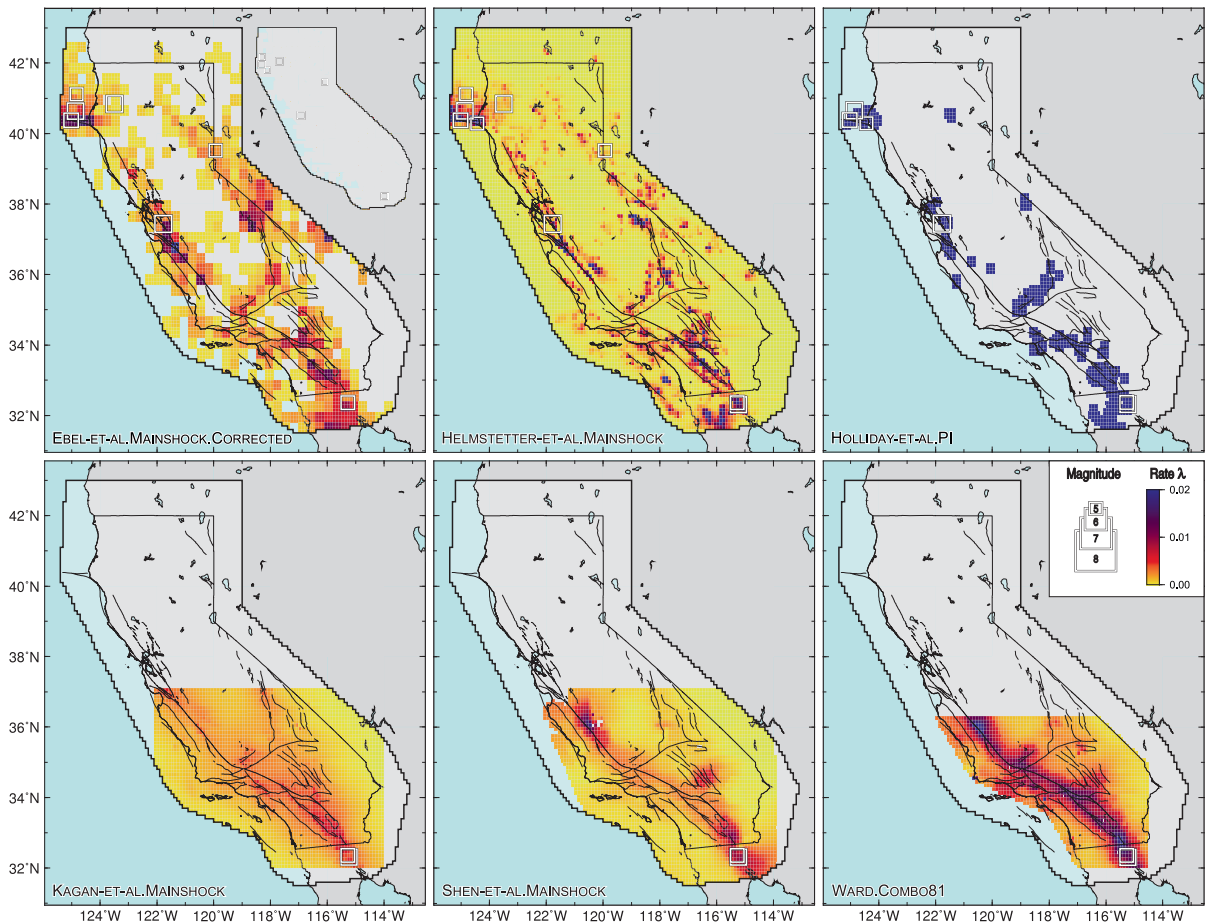 42˚N
40˚N
38˚N
36˚N
34˚N
32˚N
EBEL-ET-AL.MAINSHOCK.CORRECTED
HELMSTETTER-ET-AL.MAINSHOCK
HOLLIDAY-ET-AL.PI
Magnitude
Rate λ
5
6
7
8
0.02
0.01
0.00
42˚N
40˚N
38˚N
36˚N
34˚N
32˚N
KAGAN-ET-AL.MAINSHOCK
SHEN-ET-AL.MAINSHOCK
WARD.COMBO81
124˚W 122˚W 120˚W 118˚W 116˚W 114˚W
124˚W 122˚W 120˚W 118˚W 116˚W 114˚W
124˚W 122˚W 120˚W 118˚W 116˚W 114˚W